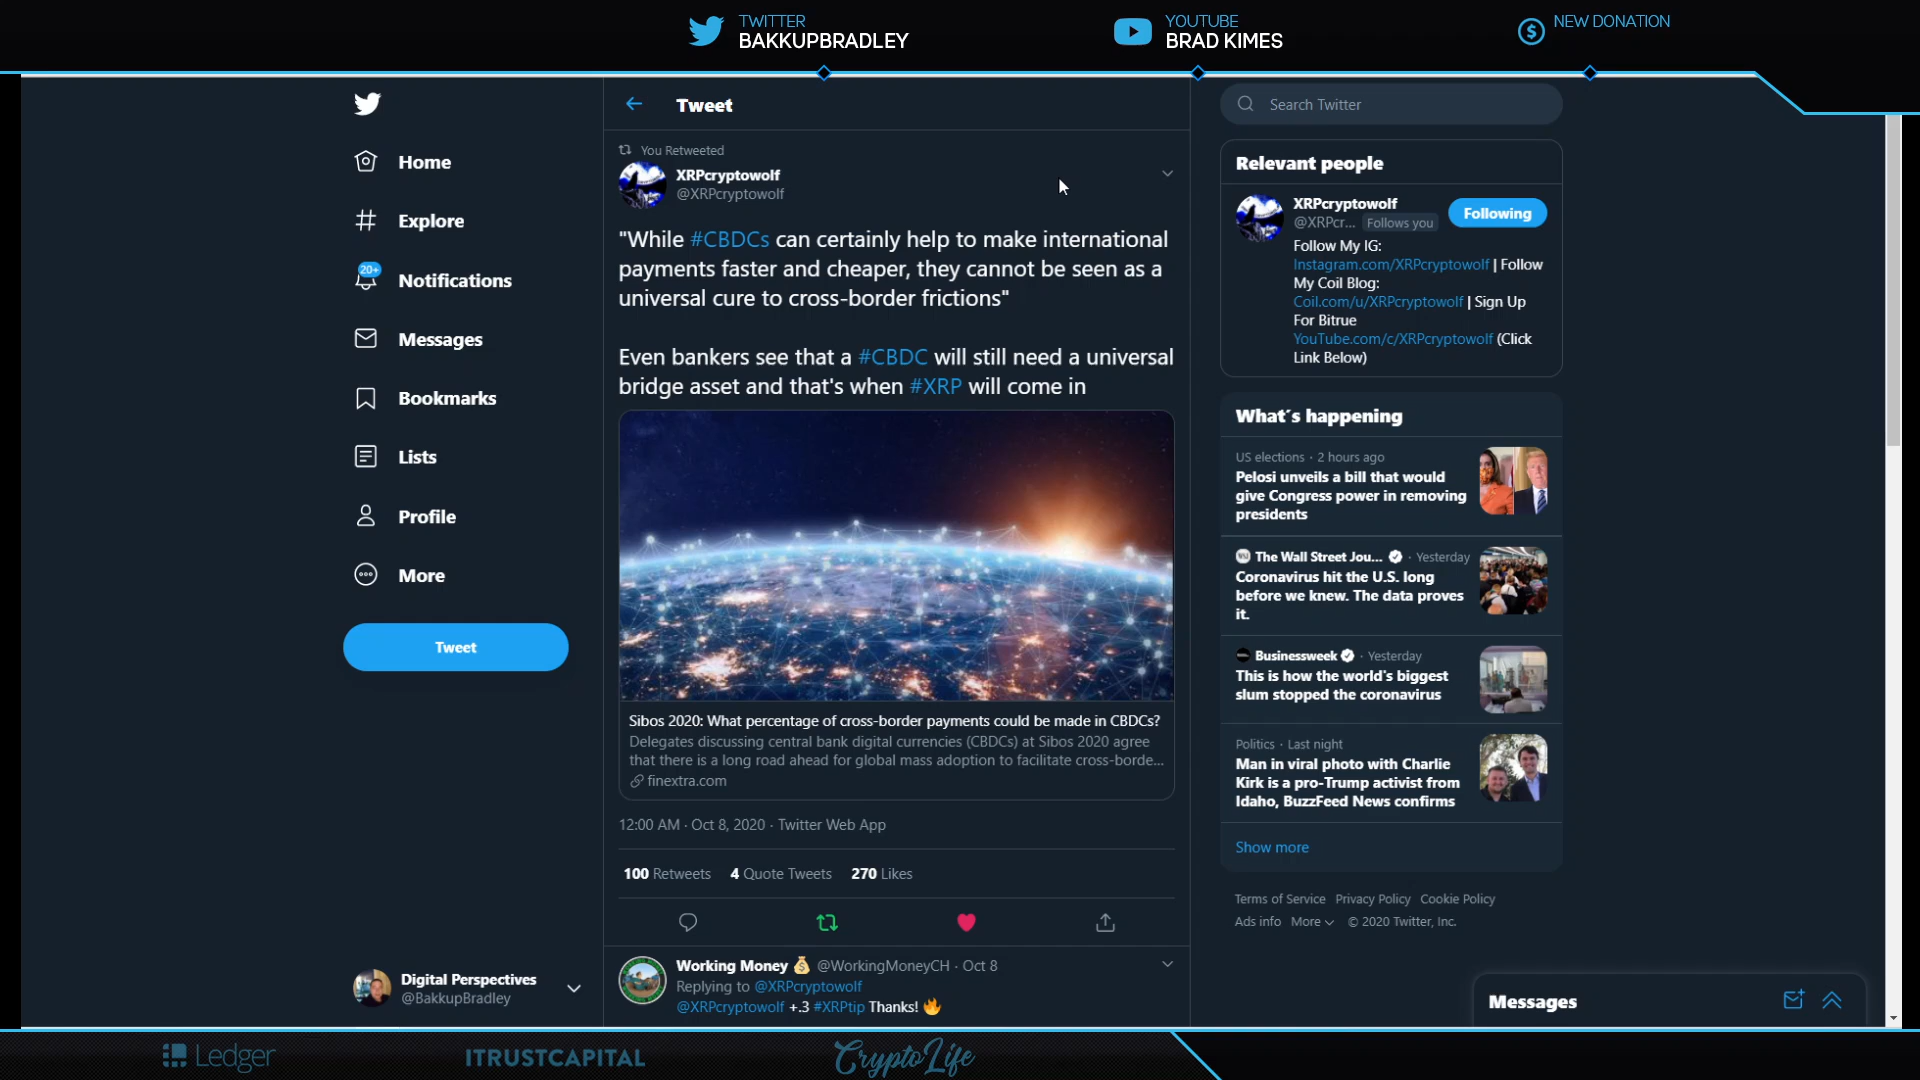 TWITTER
BAKKUPBRADLEY
YOUTUBE
BRAD KIMES
NEW DONATION
Home
Explore
20+
Notifications
Messages
Bookmarks
Lists
Profile
More
Tweet
Digital Perspectives
@BakkupBradley
Tweet
You Retweeted
XRPcryptowolf
@XRPcryptowolf
"While #CBDCs can certainly help to make international
payments faster and cheaper, they cannot be seen as a
universal cure to cross-border frictions"
Even bankers see that a #CBDC will still need a universal
bridge asset and that's when #XRP will come in
Sibos 2020: What percentage of cross-border payments could be made in CBDCs?
Delegates discussing central bank digital currencies (CBDCs) at Sibos 2020 agree
that there is a long road ahead for global mass adoption to facilitate cross-borde...
finextra.com
12:00 AM · Oct 8, 2020 · Twitter Web App
100 Retweets 4 Quote Tweets 270 Likes
Working Money 💰 @WorkingMoneyCH · Oct 8
Replying to @XRPcryptowolf
@XRPcryptowolf +.3 #XRPtip Thanks! 🔥
Search Twitter
Relevant people
XRPcryptowolf
@XRPcr... Follows you
Following
Follow My IG:
Instagram.com/XRPcryptowolf | Follow
My Coil Blog:
Coil.com/u/XRPcryptowolf | Sign Up
For Bitrue
YouTube.com/c/XRPcryptowolf (Click
Link Below)
What's happening
US elections · 2 hours ago
Pelosi unveils a bill that would
give Congress power in removing
presidents
The Wall Street Jou... · Yesterday
Coronavirus hit the U.S. long
before we knew. The data proves
it.
Businessweek · Yesterday
This is how the world's biggest
slum stopped the coronavirus
Politics · Last night
Man in viral photo with Charlie
Kirk is a pro-Trump activist from
Idaho, BuzzFeed News confirms
Show more
Terms of Service Privacy Policy Cookie Policy
Ads info More © 2020 Twitter, Inc.
Messages
Ledger
ITRUSTCAPITAL
CryptoLife